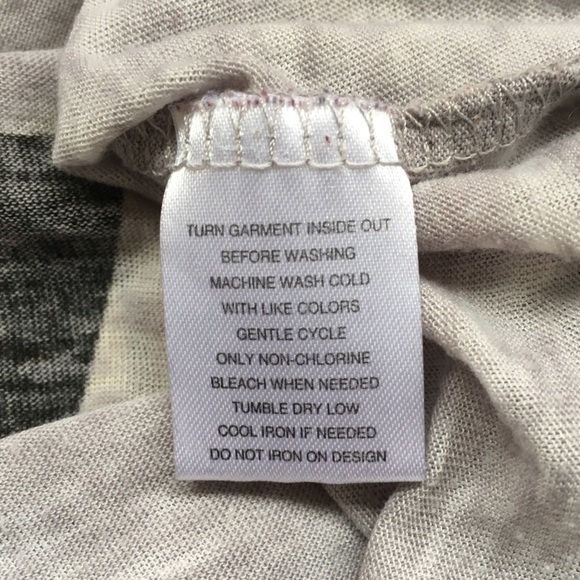 TURN GARMENT INSIDE OUT
BEFORE WASHING
MACHINE WASH COLD
WITH LIKE COLORS
GENTLE CYCLE
ONLY NON-CHLORINE
BLEACH WHEN NEEDED
TUMBLE DRY LOW
COOL IRON IF NEEDED
DO NOT IRON ON DESIGN